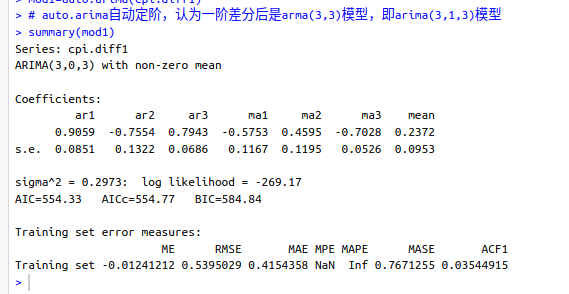 > mod1=auto.arima(cpi.diff1)
> # auto.arima自动定阶，认为一阶差分后是arma(3,3)模型，即arima(3,1,3)模型
> summary(mod1)
Series: cpi.diff1
ARIMA(3,0,3) with non-zero mean
Coefficients:
ar1 ar2 ar3 ma1 ma2 ma3 mean
0.9059 -0.7554 0.7943 -0.5753 0.4595 -0.7028 0.2372
s.e. 0.0851 0.1322 0.0686 0.1167 0.1195 0.0526 0.0953
sigma^2 = 0.2973: log likelihood = -269.17
AIC=554.33 AICc=554.77 BIC=584.84
Training set error measures:
ME RMSE MAE MPE MAPE MASE ACF1
Training set -0.01241212 0.5395029 0.4154358 NaN Inf 0.7671255 0.03544915
>